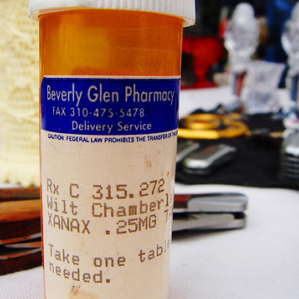 Beverly Glen Pharmacy
FAX 310-475-5478
Delivery Service
CAUTION: FEDERAL LAW PROHIBITS THE TRANSFER OF
Rx C 315.272
Wilt Chamberl
XANAX .25MG
Take one tabl
needed.